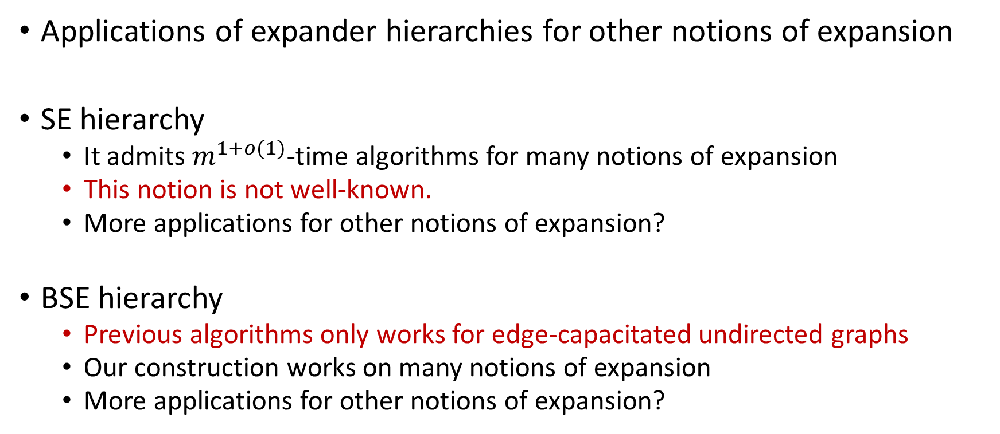 • Applications of expander hierarchies for other notions of expansion
• SE hierarchy
• It admits $m^{1+o(1)}$-time algorithms for many notions of expansion
• This notion is not well-known.
• More applications for other notions of expansion?
• BSE hierarchy
• Previous algorithms only works for edge-capacitated undirected graphs
• Our construction works on many notions of expansion
• More applications for other notions of expansion?